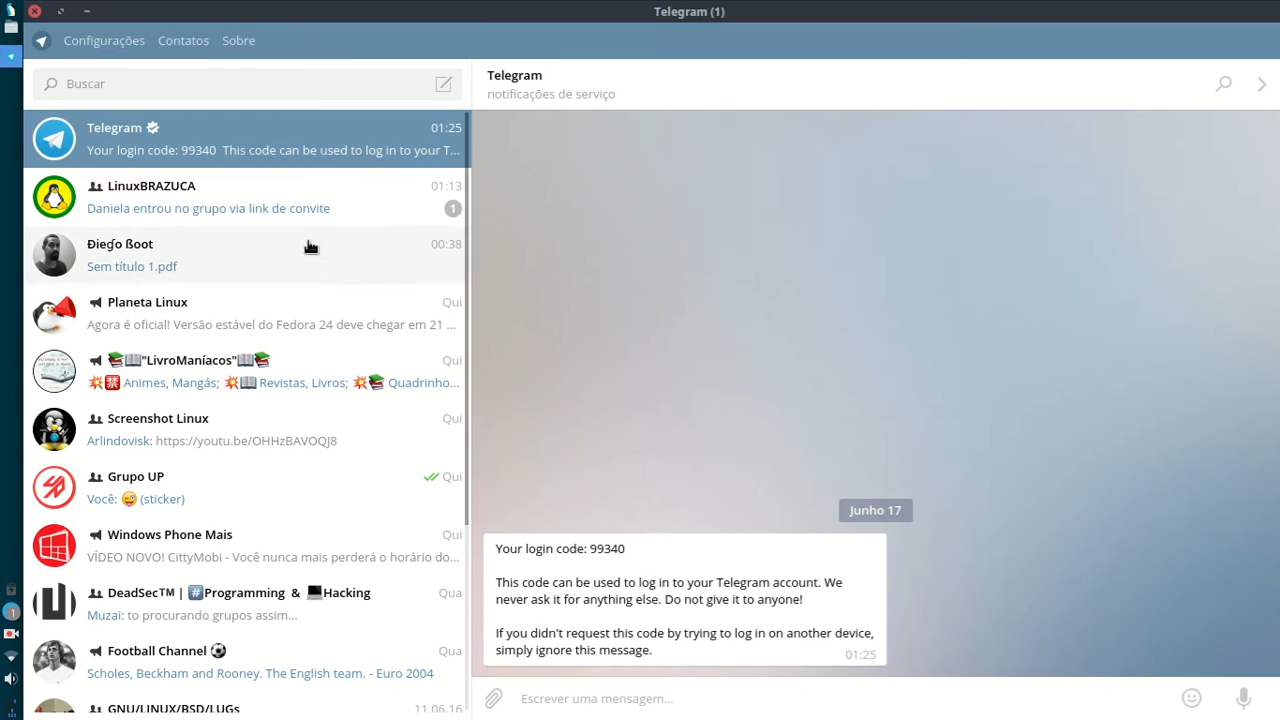 Telegram (1)
Configurações Contatos Sobre
Buscar
Telegram
notificações de serviço
Telegram 01:25
Your login code: 99340 This code can be used to log in to your T...
LinuxBRAZUCA 01:13
Daniela entrou no grupo via link de convite 1
Ðieɠo ßoot 00:38
Sem título 1.pdf
Planeta Linux Qui
Agora é oficial! Versão estável do Fedora 24 deve chegar em 21 ...
"LivroManíacos" Qui
Animes, Mangás; Revistas, Livros; Quadrinho...
Screenshot Linux Qui
Arlindovisk: https://youtu.be/OHHzBAVOQJ8
Grupo UP Qui
Você: 😜 (sticker)
Windows Phone Mais Qui
VÍDEO NOVO! CittyMobi - Você nunca mais perderá o horário do...
DeadSec™ | #️⃣Programming & 💻Hacking Qua
Muzai: to procurando grupos assim...
Football Channel ⚽ Qua
Scholes, Beckham and Rooney. The English team. - Euro 2004
GNU/LINUX/BSD/LUGs 11.06.16
Junho 17
Your login code: 99340
This code can be used to log in to your Telegram account. We
never ask it for anything else. Do not give it to anyone!
If you didn't request this code by trying to log in on another device,
simply ignore this message. 01:25
Escrever uma mensagem...